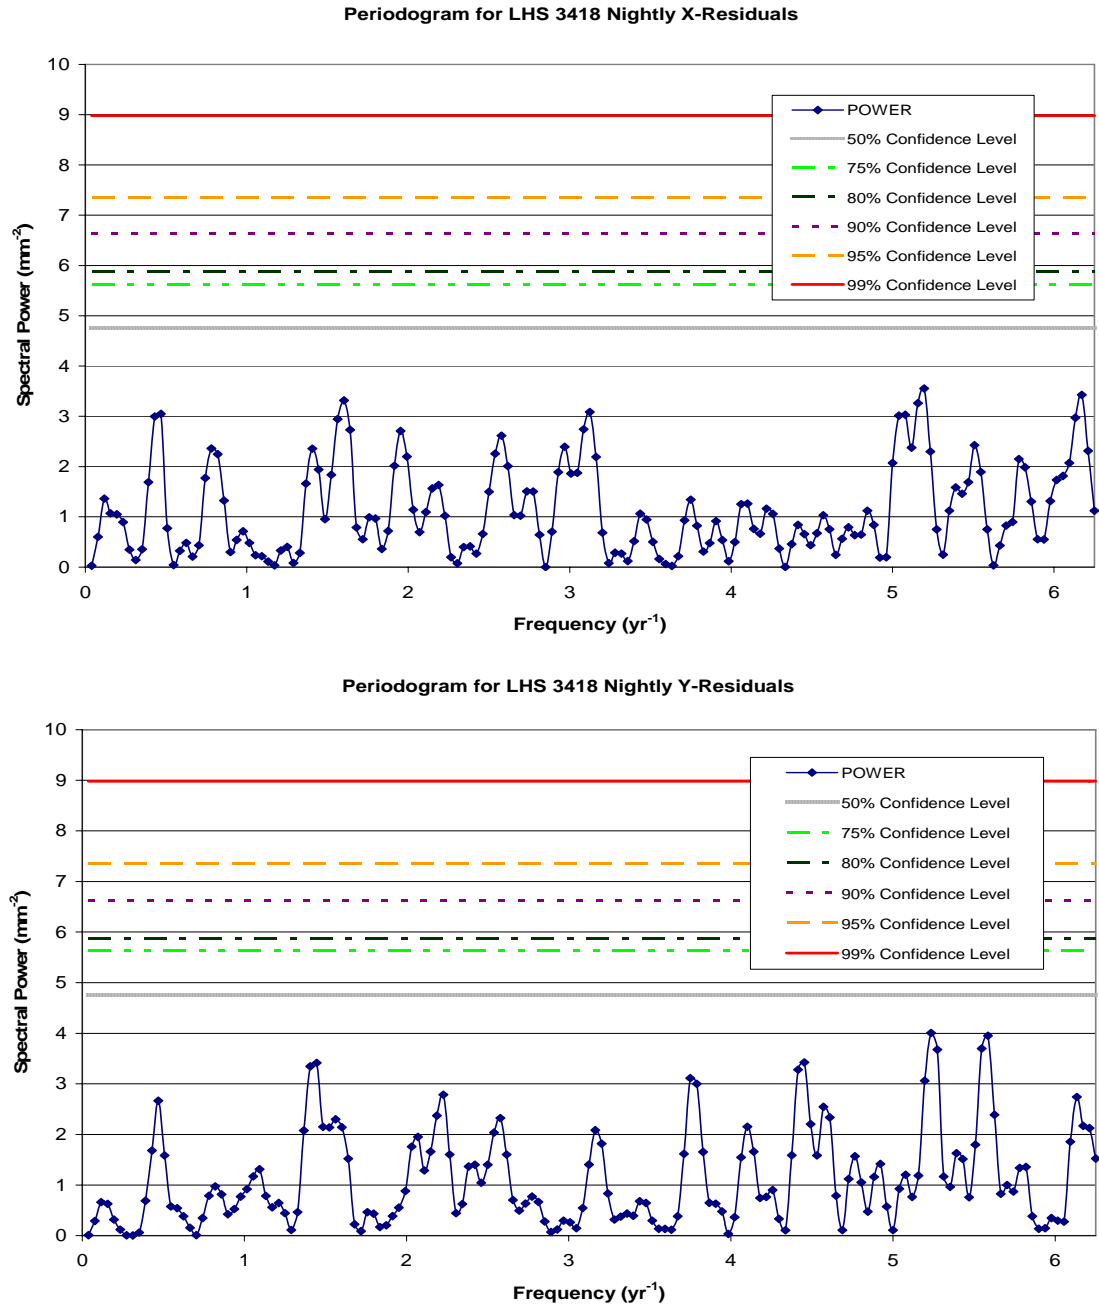 Periodogram for LHS 3418 Nightly X-Residuals
10
9
8
7
6
5
4
3
2
1
0
Spectral Power (mm-2)
POWER
50% Confidence Level
75% Confidence Level
80% Confidence Level
90% Confidence Level
95% Confidence Level
99% Confidence Level
0 1 2 3 4 5 6
Frequency (yr-1)
Periodogram for LHS 3418 Nightly Y-Residuals
10
9
8
7
6
5
4
3
2
1
0
Spectral Power (mm-2)
POWER
50% Confidence Level
75% Confidence Level
80% Confidence Level
90% Confidence Level
95% Confidence Level
99% Confidence Level
0 1 2 3 4 5 6
Frequency (yr-1)